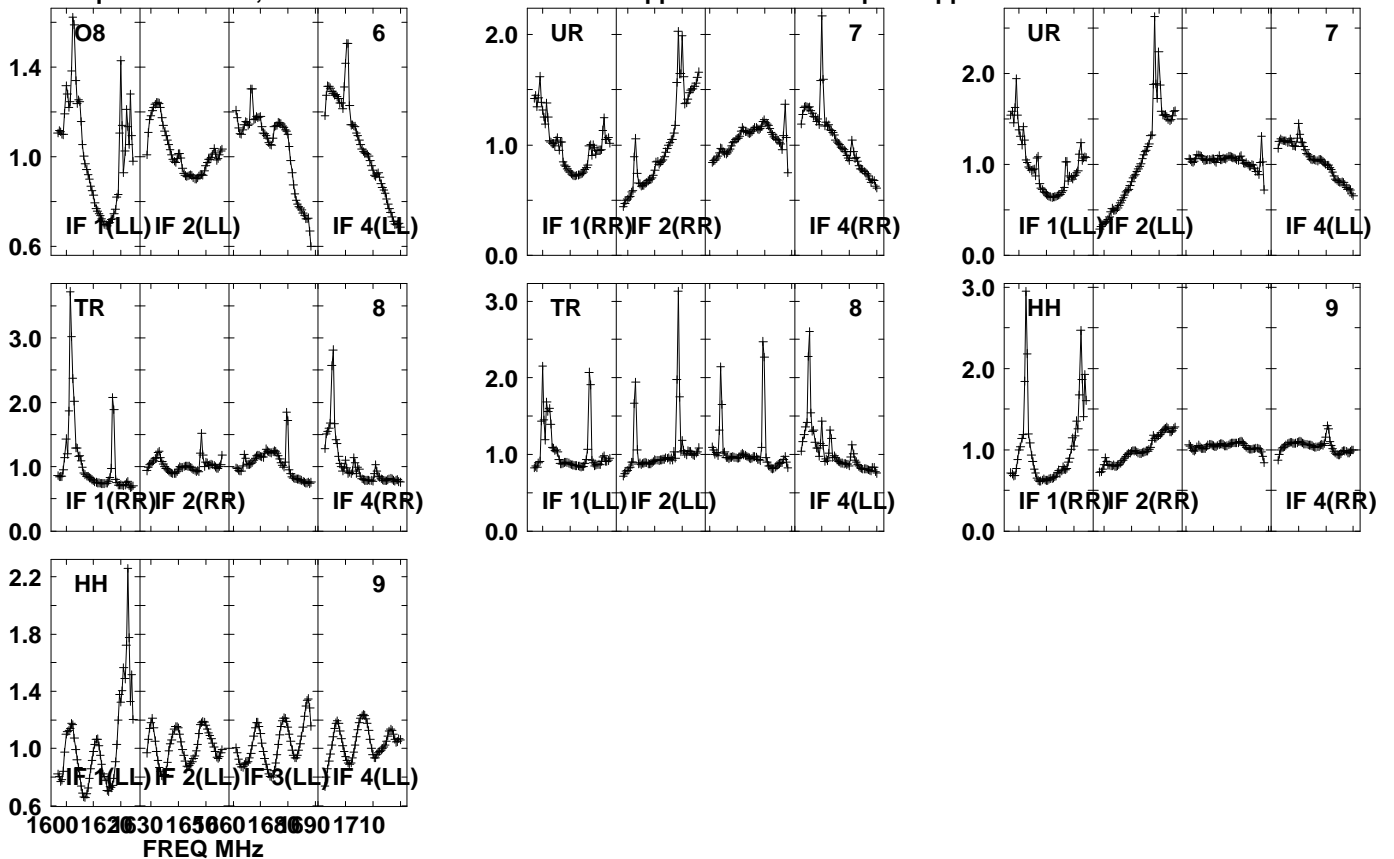 O8 6
1.4
1.0
0.6
IF 1(LL) IF 2(LL) IF 4(LL)
UR 7
2.0
1.0
0.0
IF 1(RR) IF 2(RR) IF 4(RR)
UR 7
2.0
1.0
0.0
IF 1(LL) IF 2(LL) IF 4(LL)
TR 8
3.0
2.0
1.0
0.0
IF 1(RR) IF 2(RR) IF 4(RR)
TR 8
3.0
2.0
1.0
0.0
IF 1(LL) IF 2(LL) IF 4(LL)
HH 9
3.0
2.0
1.0
0.0
IF 1(RR) IF 2(RR) IF 4(RR)
HH 9
2.2
1.8
1.4
1.0
0.6
IF 1(LL) IF 2(LL) IF 3(LL) IF 4(LL)
1600 1620 1630 1650 1660 1680 1690 1710
FREQ MHz